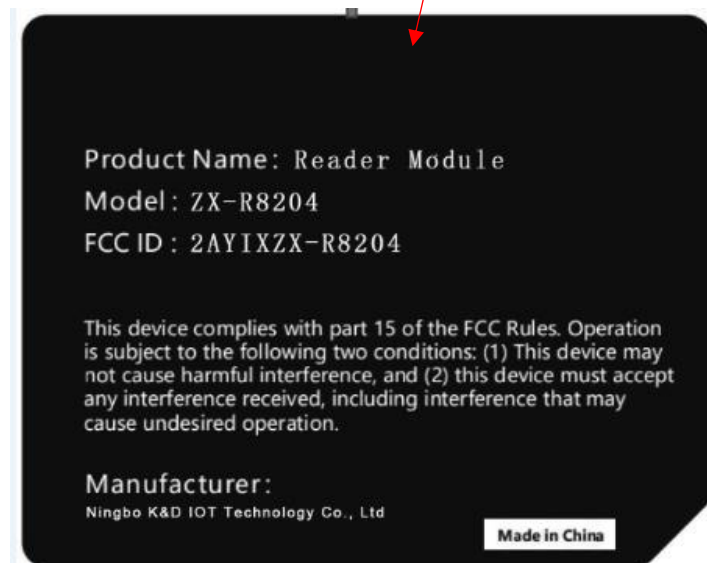 Product Name: Reader Module
Model: ZX-R8204
FCC ID : 2AYIXZX-R8204
This device complies with part 15 of the FCC Rules. Operation
is subject to the following two conditions: (1) This device may
not cause harmful interference, and (2) this device must accept
any interference received, including interference that may
cause undesired operation.
Manufacturer:
Ningbo K&D IOT Technology Co., Ltd
Made in China